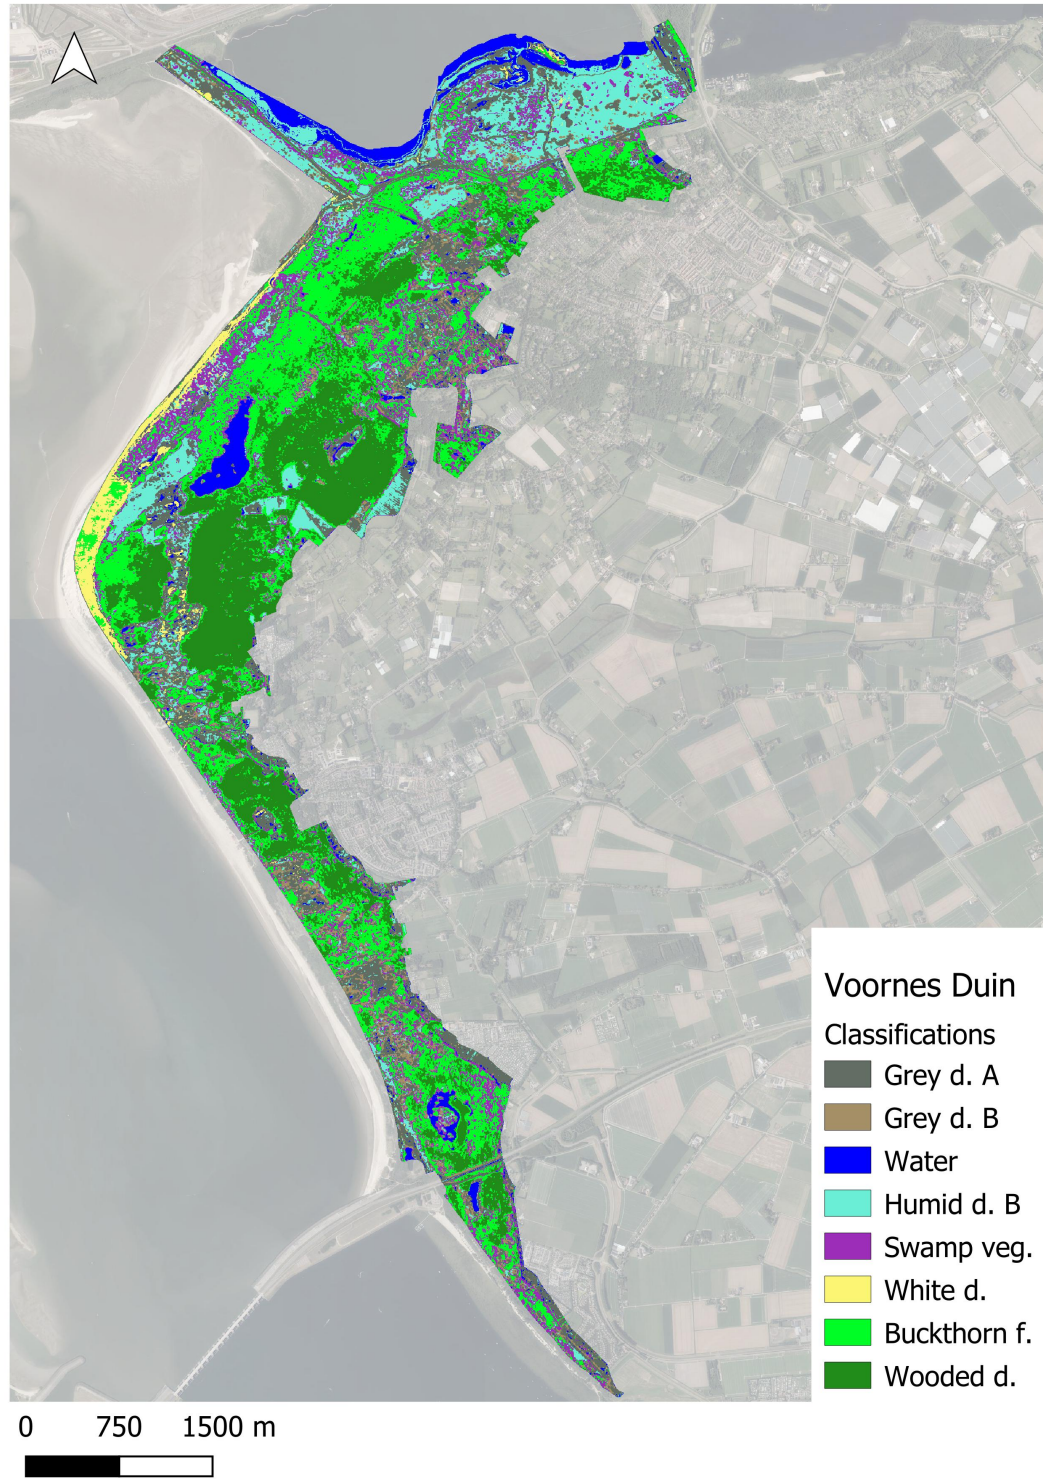 Voornes Duin
Classifications
Grey d. A
Grey d. B
Water
Humid d. B
Swamp veg.
White d.
Buckthorn f.
Wooded d.
0 750 1500 m